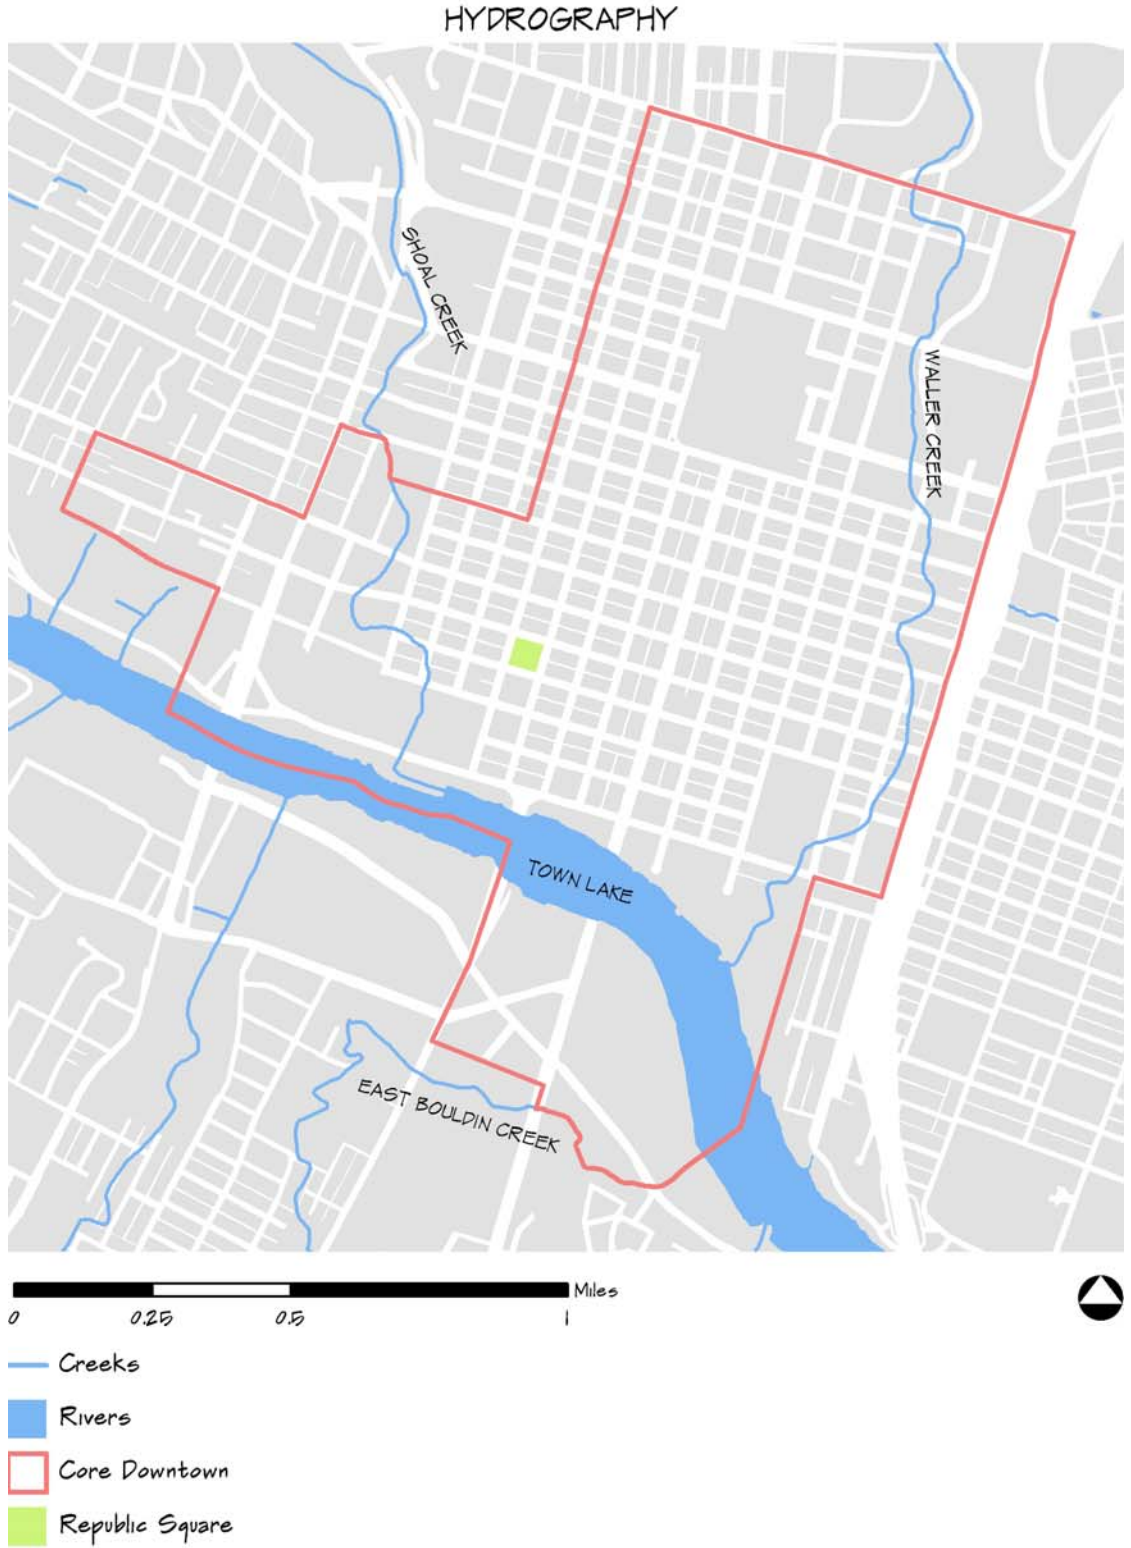 HYDROGRAPHY
SHOAL CREEK
WALLER CREEK
TOWN LAKE
EAST BOULDIN CREEK
Miles
0 0.25 0.5 1
Creeks
Rivers
Core Downtown
Republic Square